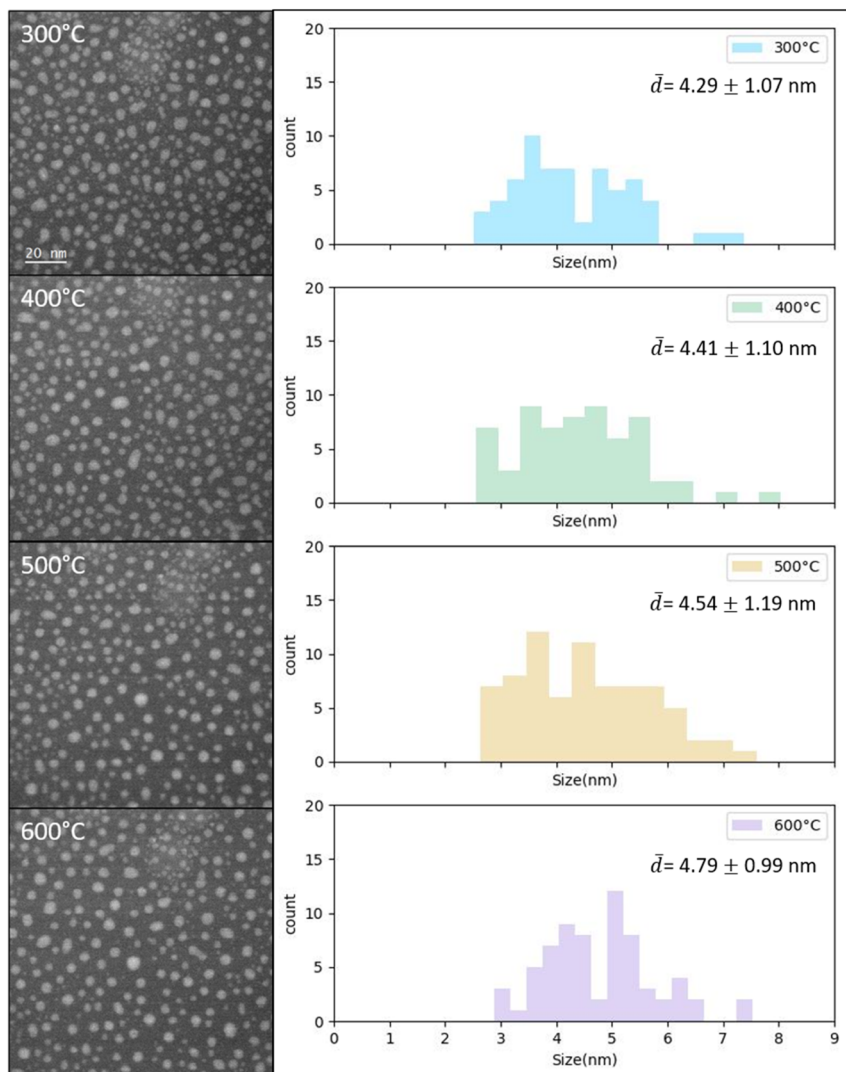 300°C
20 nm
400°C
500°C
600°C
20
15
10
5
0
count
300°C
d̄= 4.29 ± 1.07 nm
Size(nm)
20
15
10
5
0
count
400°C
d̄= 4.41 ± 1.10 nm
Size(nm)
20
15
10
5
0
count
500°C
d̄= 4.54 ± 1.19 nm
Size(nm)
20
15
10
5
0
count
600°C
d̄= 4.79 ± 0.99 nm
0 1 2 3 4 5 6 7 8 9
Size(nm)